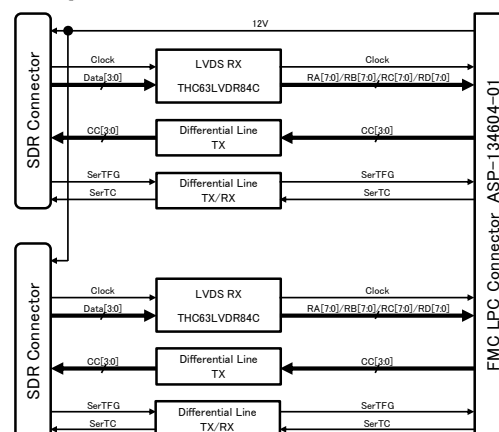 12V
SDR Connector
Clock
Data[3:0]
LVDS RX
THC63LVDR84C
Clock
RA[7:0]/RB[7:0]/RC[7:0]/RD[7:0]
CC[3:0]
Differential Line
TX
CC[3:0]
SerTFG
SerTC
Differential Line
TX/RX
SerTFG
SerTC
FMC LPC Connector ASP-134604-01
SDR Connector
Clock
Data[3:0]
LVDS RX
THC63LVDR84C
Clock
RA[7:0]/RB[7:0]/RC[7:0]/RD[7:0]
CC[3:0]
Differential Line
TX
CC[3:0]
SerTFG
SerTC
Differential Line
TX/RX
SerTFG
SerTC